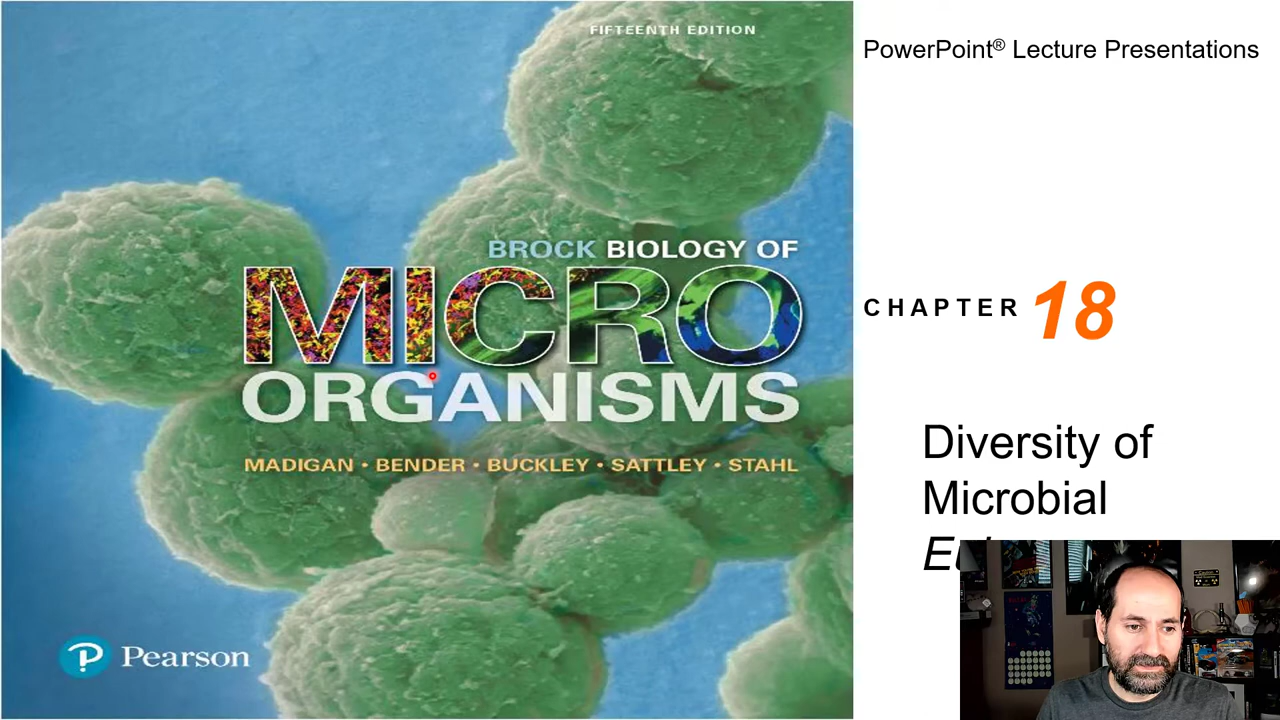 FIFTEENTH EDITION
BROCK BIOLOGY OF
MICRO
ORGANISMS
MADIGAN • BENDER • BUCKLEY • SATTLEY • STAHL
Pearson
PowerPoint® Lecture Presentations
CHAPTER 18
Diversity of
Microbial